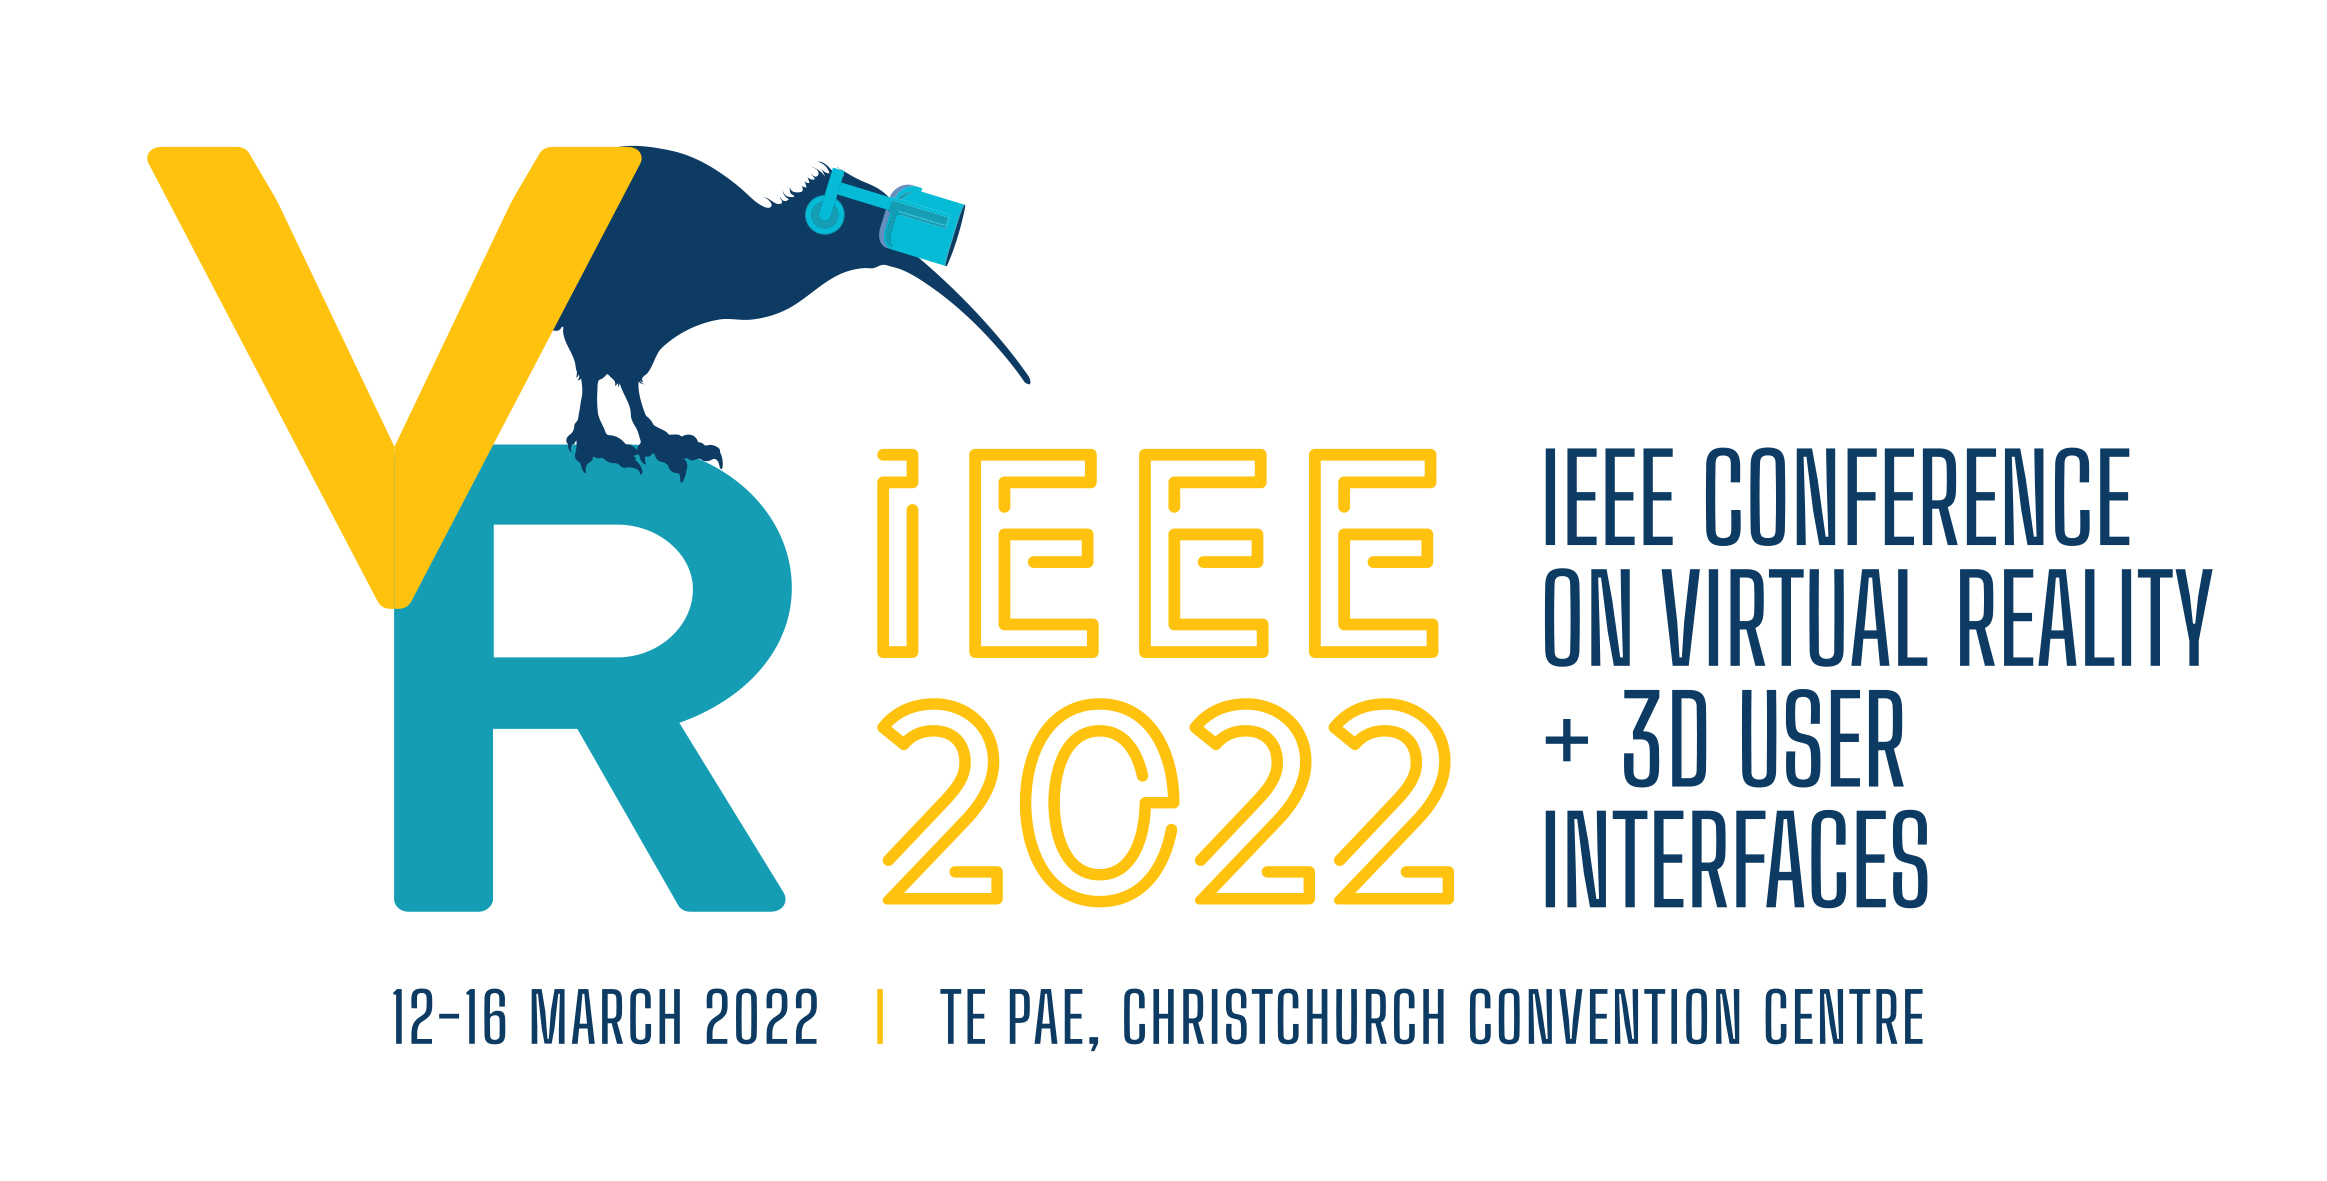 VR
iEEE
2022
IEEE CONFERENCE
ON VIRTUAL REALITY
+ 3D USER
INTERFACES
12–16 MARCH 2022 | TE PAE, CHRISTCHURCH CONVENTION CENTRE